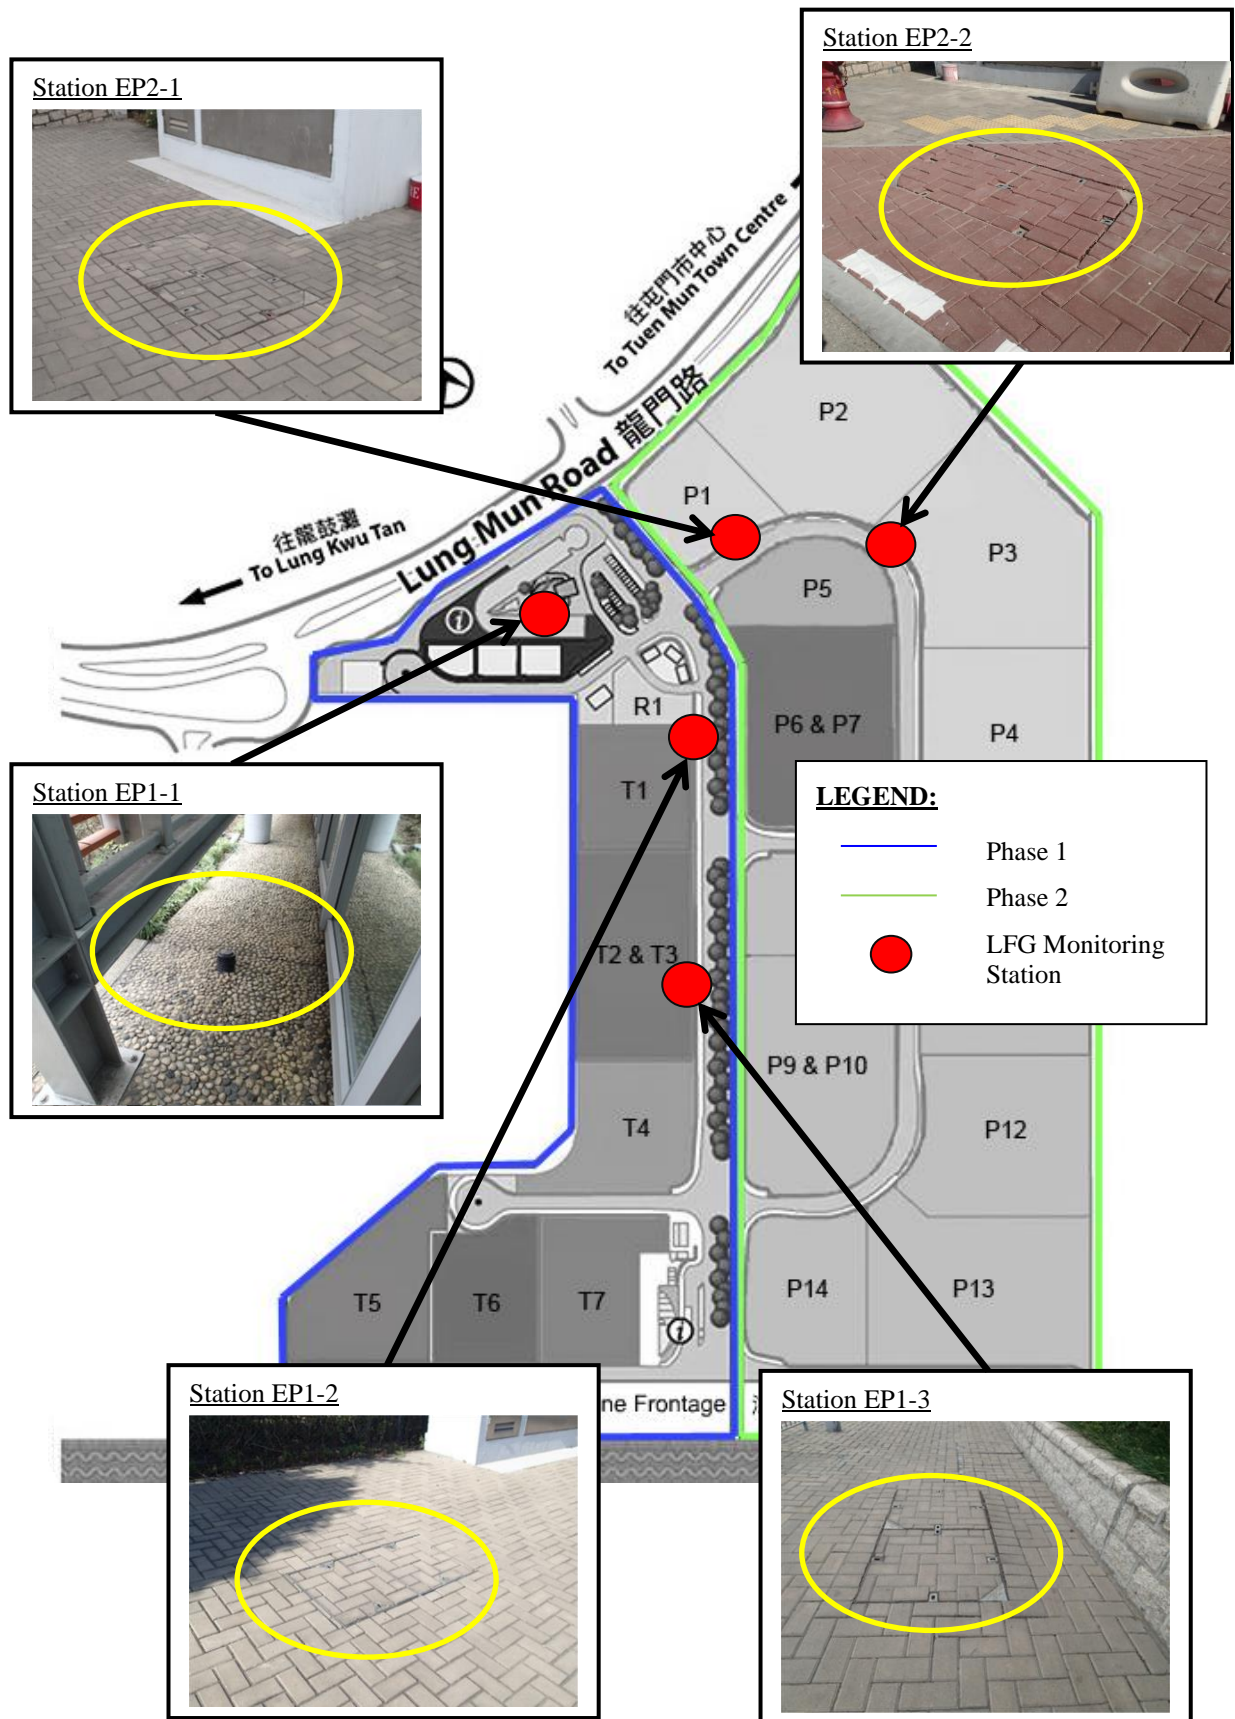 Station EP2-1
Station EP2-2
往屯門市中心
To Tuen Mun Town Centre
往龍鼓灘
To Lung Kwu Tan
Lung Mun Road 龍門路
P2
P1
P3
P5
R1
P6 & P7
P4
T1
Station EP1-1
LEGEND:
Phase 1
Phase 2
LFG Monitoring
Station
T2 & T3
P9 & P10
T4
P12
T5
T6
T7
P14
P13
Station EP1-2
ne Frontage
Station EP1-3